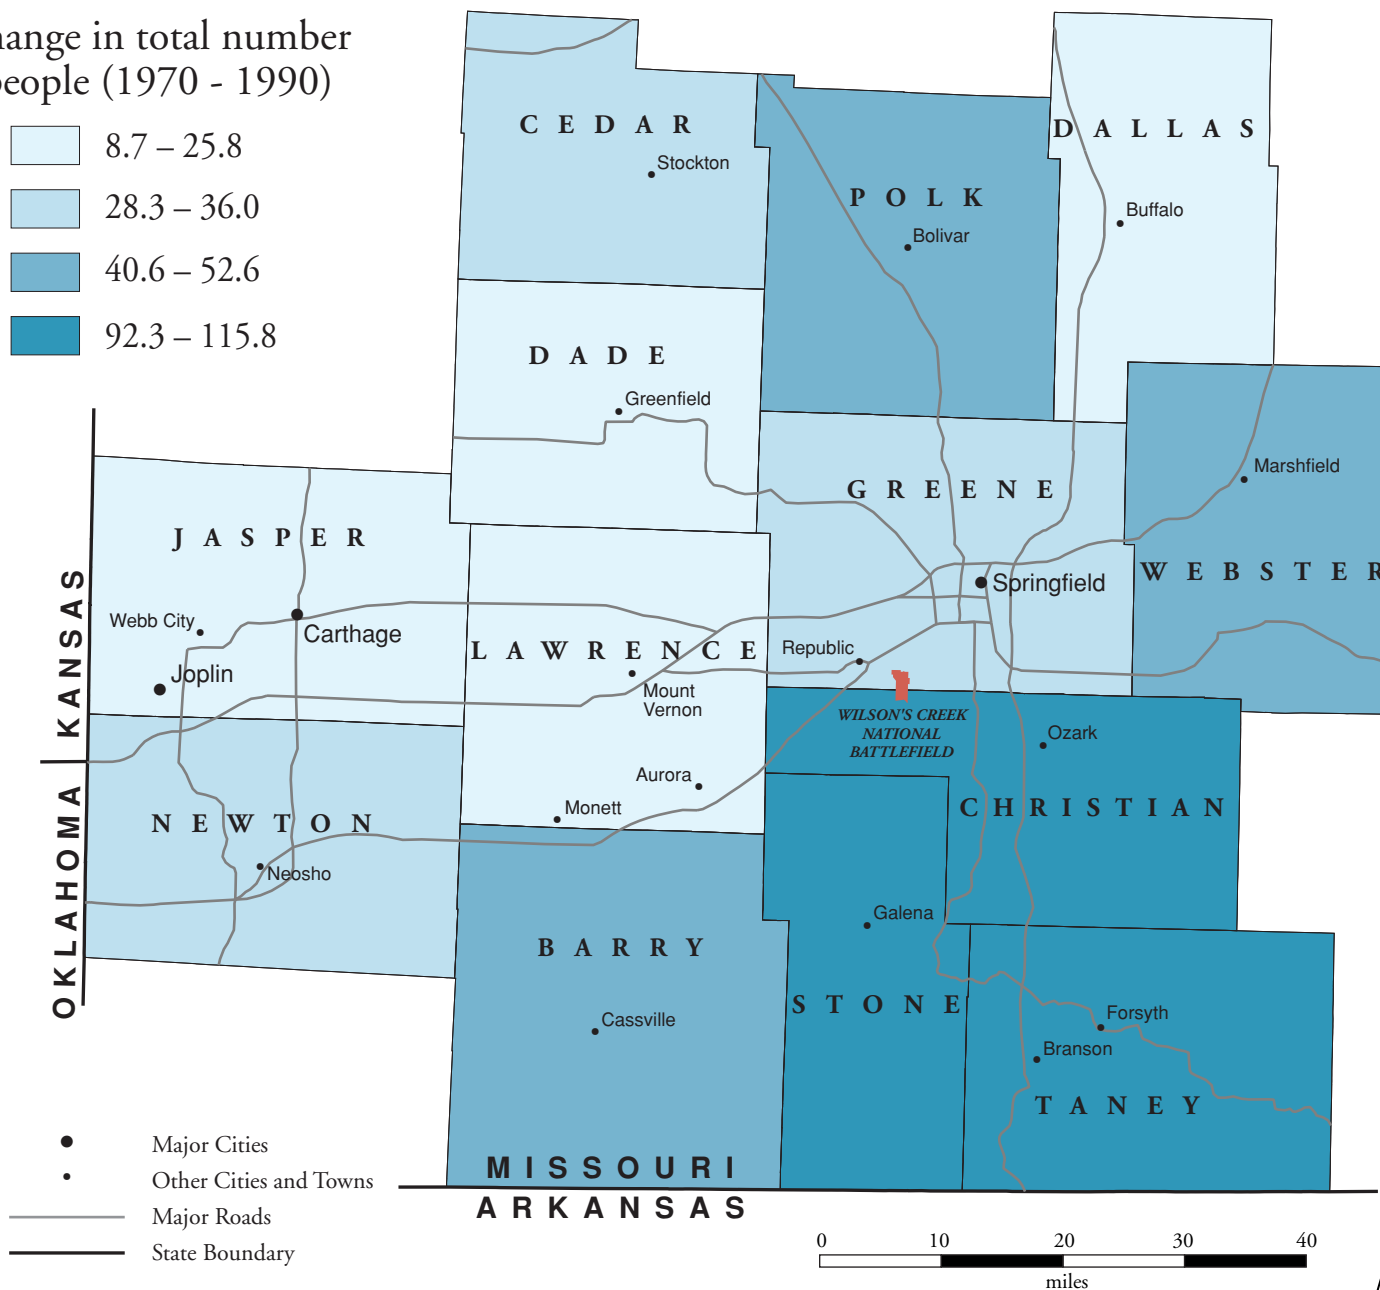 hange in total number
people (1970 - 1990)
8.7 – 25.8
28.3 – 36.0
40.6 – 52.6
92.3 – 115.8
CEDAR
Stockton
DALLAS
POLK
Buffalo
Bolivar
DADE
Greenfield
Marshfield
GREENE
JASPER
WEBSTER
Springfield
Webb City
Carthage
LAWRENCE
Republic
Joplin
Mount
Vernon
KANSAS
WILSON'S CREEK
NATIONAL
BATTLEFIELD
Ozark
Aurora
Monett
CHRISTIAN
NEWTON
Neosho
OKLAHOMA
Galena
BARRY
STONE
Cassville
Forsyth
Branson
TANEY
MISSOURI
ARKANSAS
Major Cities
Other Cities and Towns
Major Roads
State Boundary
0 10 20 30 40
miles